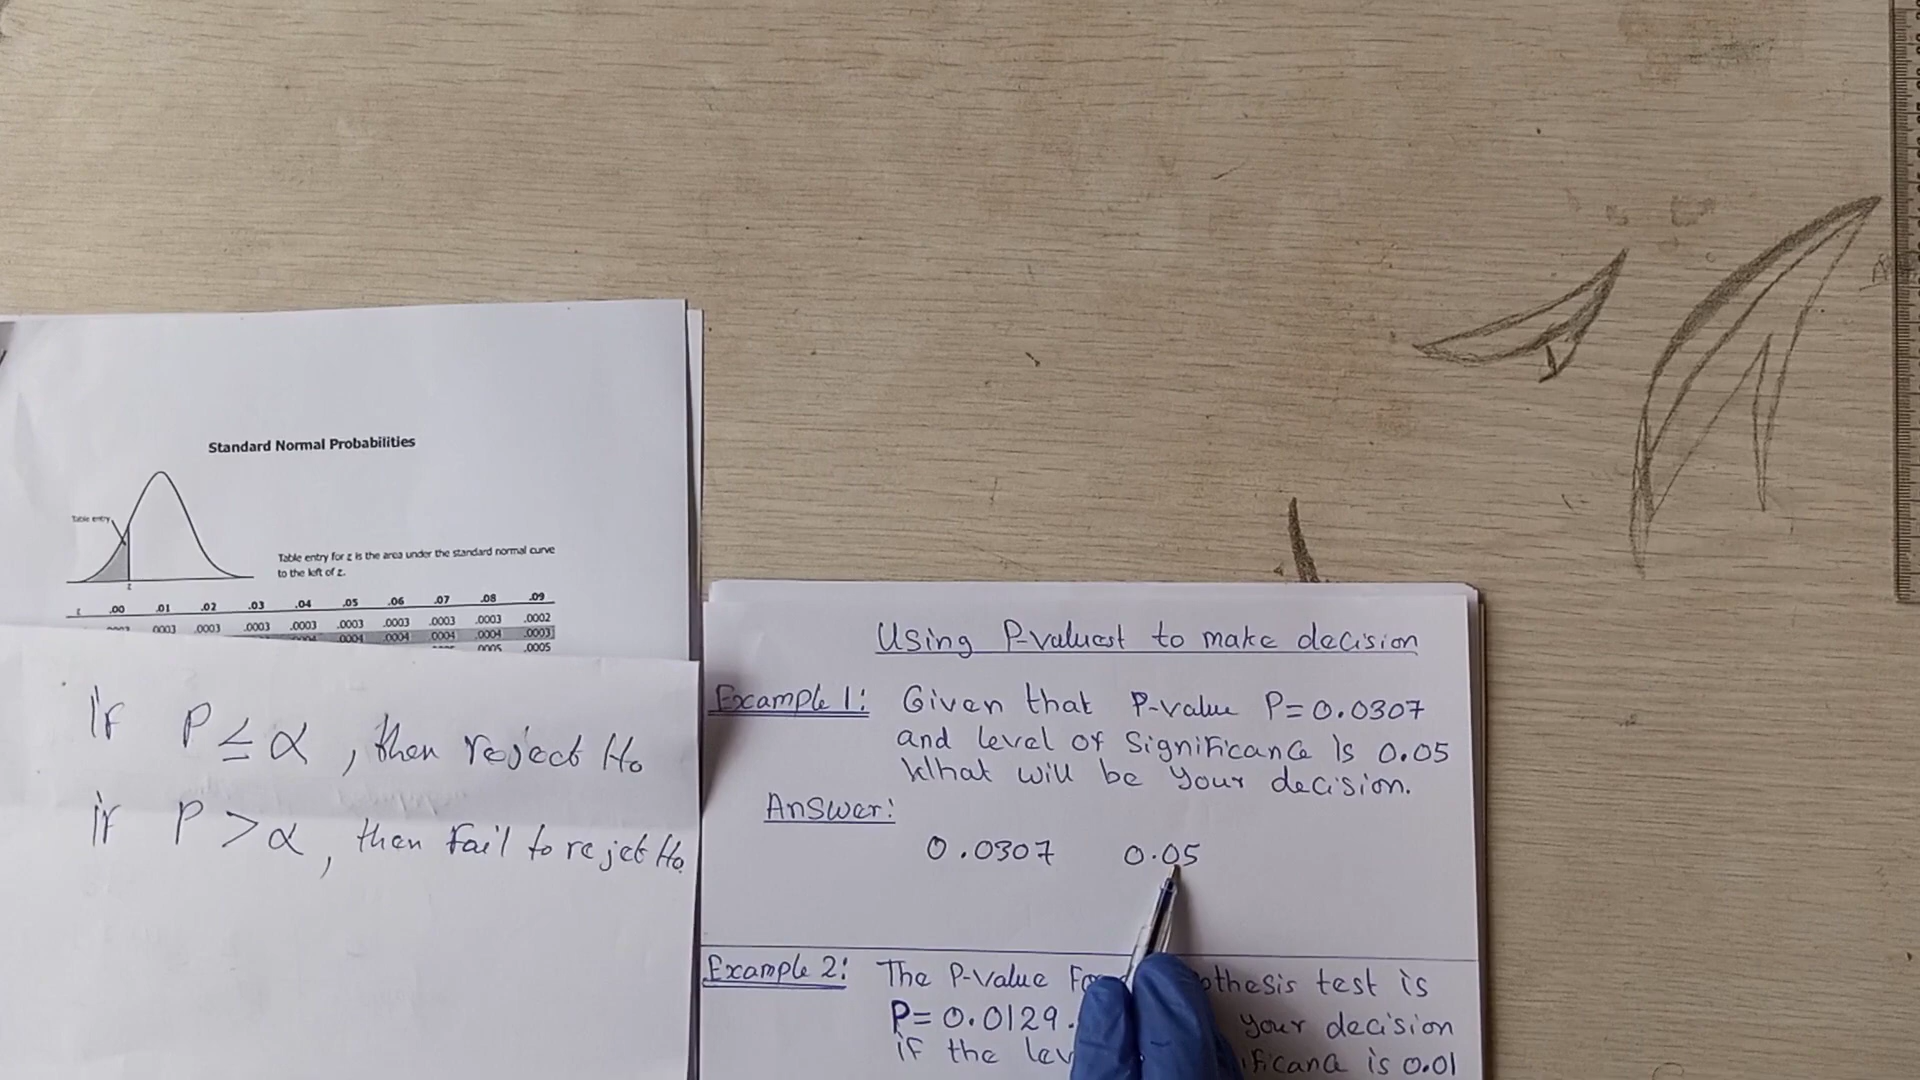 Standard Normal Probabilities
Table entry
z
Table entry for z is the area under the standard normal curve
to the left of z.
z .00 .01 .02 .03 .04 .05 .06 .07 .08 .09
.0003 .0003 .0003 .0003 .0003 .0003 .0003 .0003 .0002
.0004 .0004 .0004 .0004 .0004 .0003
.0005 .0005
If P ≤ α, then reject Ho
if P > α, then Fail to reject Ho
Using P-valuest to make decision
Example 1: Given that P-value P=0.0307
and level of Significance Is 0.05
What will be Your decision.
Answer:
0.0307 0.05
Example 2: The P-value test is
P=0.0129. your decision
if the is 0.01